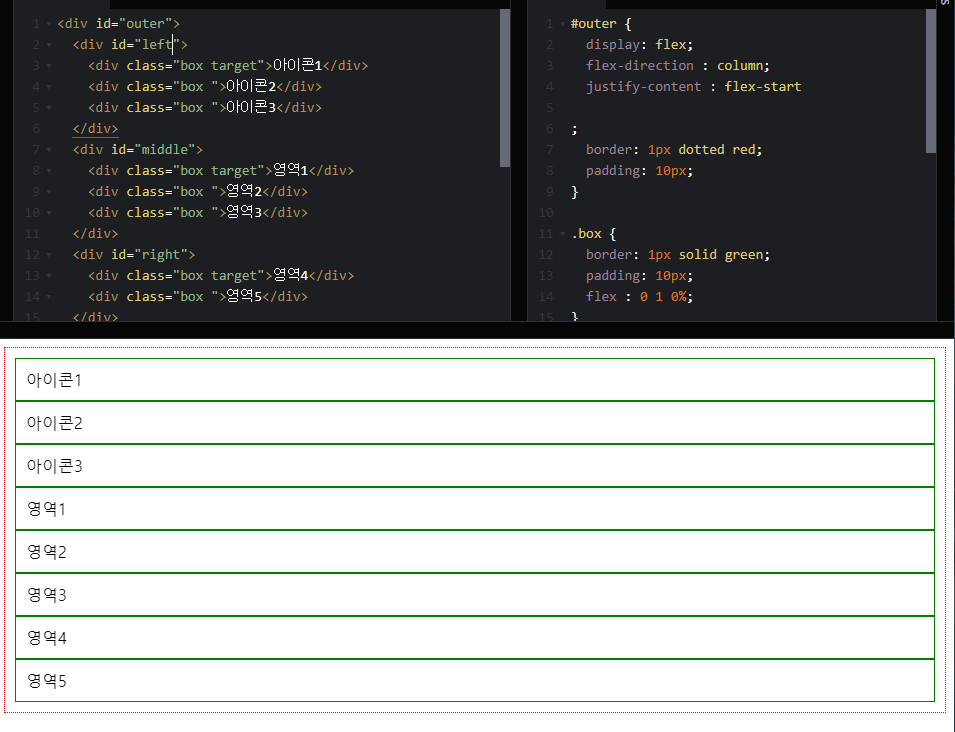 1 <div id="outer">
2 <div id="left">
3 <div class="box target">아이콘1</div>
4 <div class="box ">아이콘2</div>
5 <div class="box ">아이콘3</div>
6 </div>
7 <div id="middle">
8 <div class="box target">영역1</div>
9 <div class="box ">영역2</div>
10 <div class="box ">영역3</div>
11 </div>
12 <div id="right">
13 <div class="box target">영역4</div>
14 <div class="box ">영역5</div>
15 </div>
1 #outer {
2 display: flex;
3 flex-direction : column;
4 justify-content : flex-start
5
6 ;
7 border: 1px dotted red;
8 padding: 10px;
9 }
10
11 .box {
12 border: 1px solid green;
13 padding: 10px;
14 flex : 0 1 0%;
15 }
아이콘1
아이콘2
아이콘3
영역1
영역2
영역3
영역4
영역5